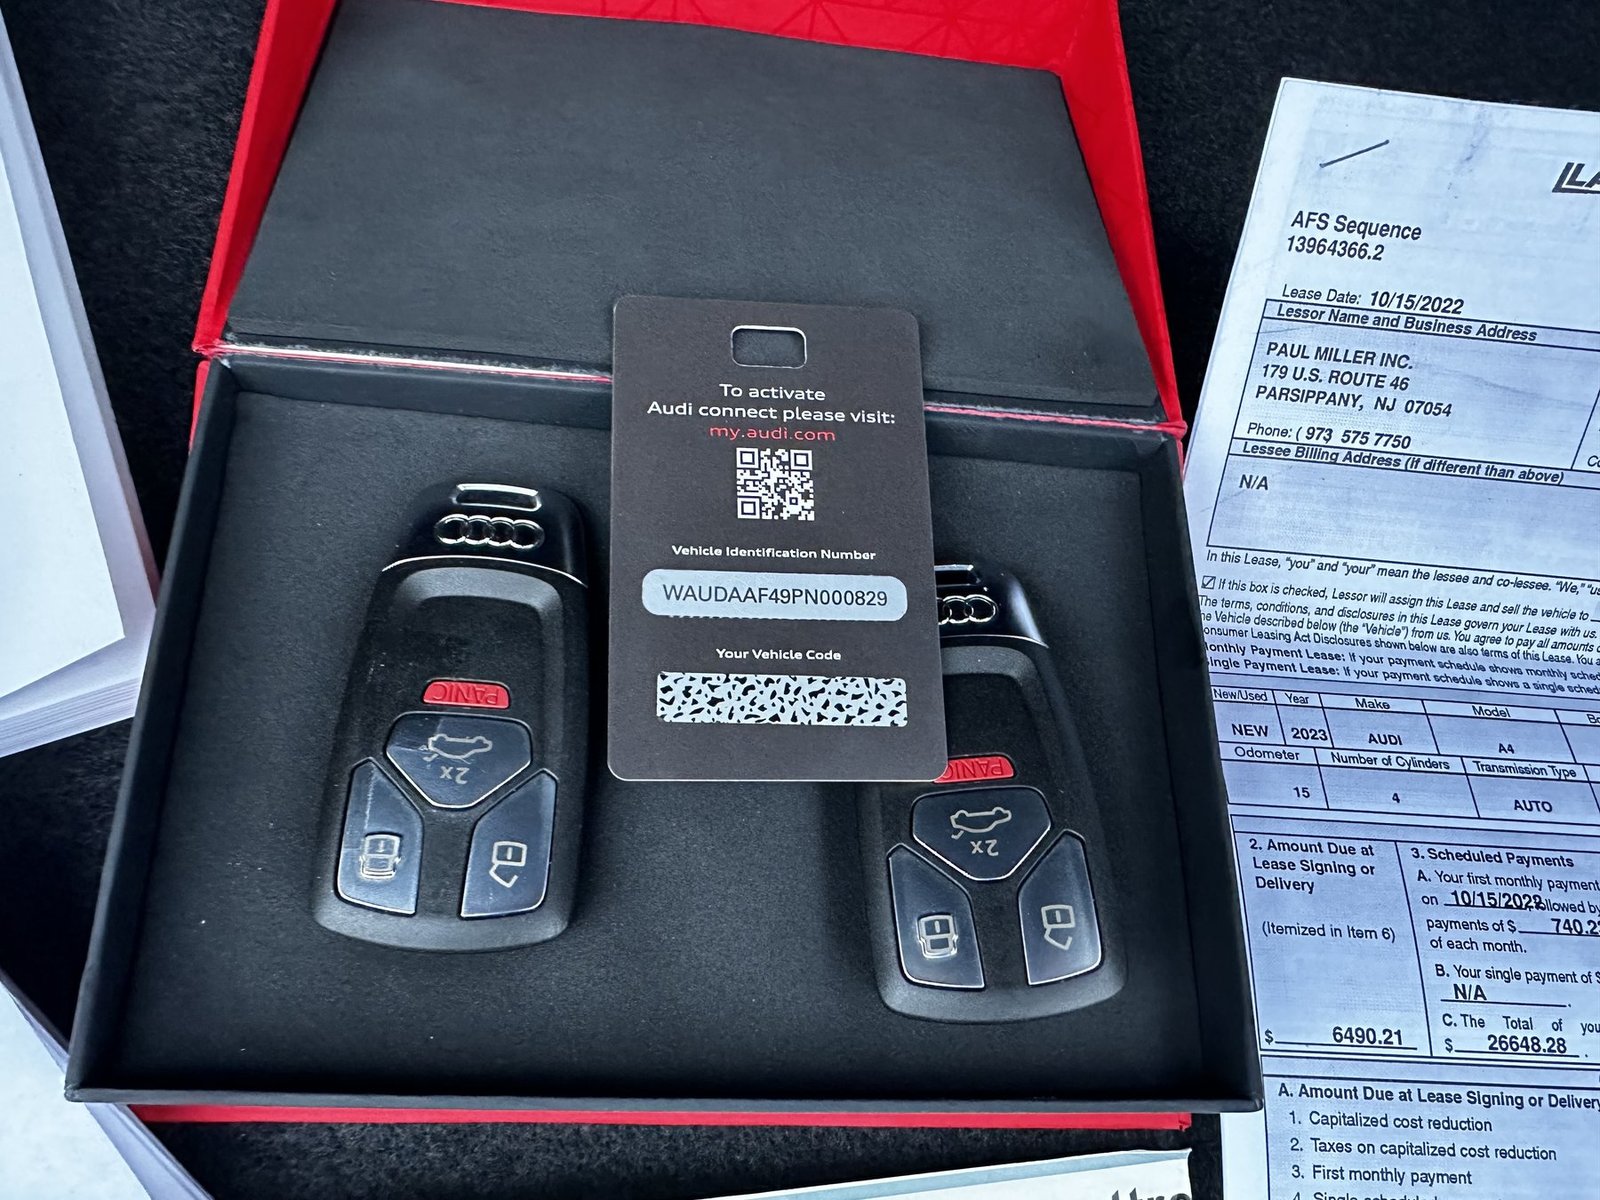 To activate
Audi connect please visit:
my.audi.com
Vehicle Identification Number
WAUDAAF49PN000829
Your Vehicle Code
PANIC
2x
PANIC
2x
AFS Sequence
13964366.2
Lease Date: 10/15/2022
Lessor Name and Business Address
PAUL MILLER INC.
179 U.S. ROUTE 46
PARSIPPANY, NJ 07054
Phone: ( 973 575 7750
Lessee Billing Address (if different than above)
N/A
In this Lease, "you" and "your" mean the lessee and co-lessee. "We,"
If this box is checked, Lessor will assign this Lease and sell the vehicle to
The terms, conditions, and disclosures in this Lease govern your Lease with us.
Vehicle described below (the "Vehicle") from us. You agree to pay all amounts
Consumer Leasing Act Disclosures shown below are also terms of this Lease. You
Monthly Payment Lease: If your payment schedule shows monthly
Single Payment Lease: If your payment schedule shows a single
New/Used Year Make Model
NEW 2023 AUDI A4
Odometer Number of Cylinders Transmission Type
15 4 AUTO
2. Amount Due at
Lease Signing or
Delivery
(Itemized in Item 6)
$ 6490.21
3. Scheduled Payments
A. Your first monthly payment
on 10/15/2022 followed by
payments of $ 740.2
of each month.
B. Your single payment of $
N/A .
C. The Total of
$ 26648.28 .
A. Amount Due at Lease Signing or Delivery
1. Capitalized cost reduction
2. Taxes on capitalized cost reduction
3. First monthly payment